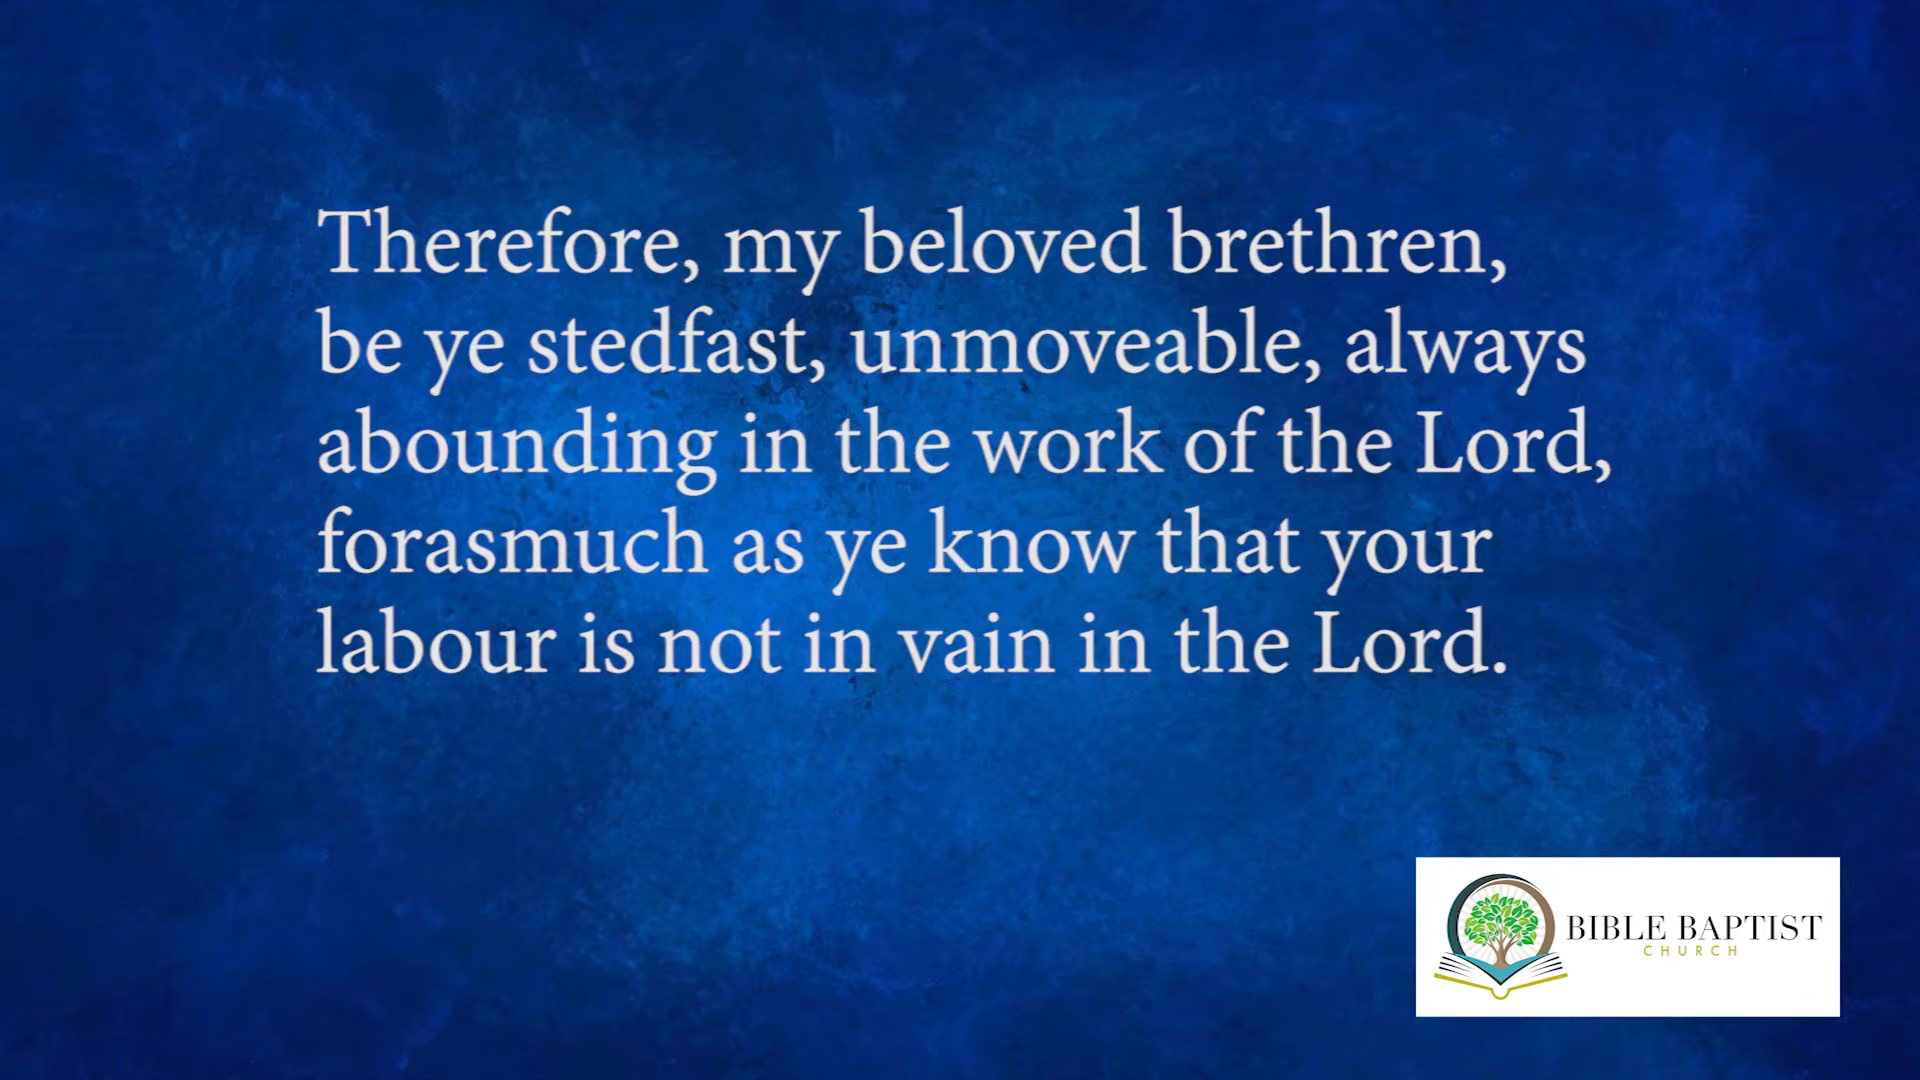 Therefore, my beloved brethren,
be ye stedfast, unmoveable, always
abounding in the work of the Lord,
forasmuch as ye know that your
labour is not in vain in the Lord.
BIBLE BAPTIST
CHURCH